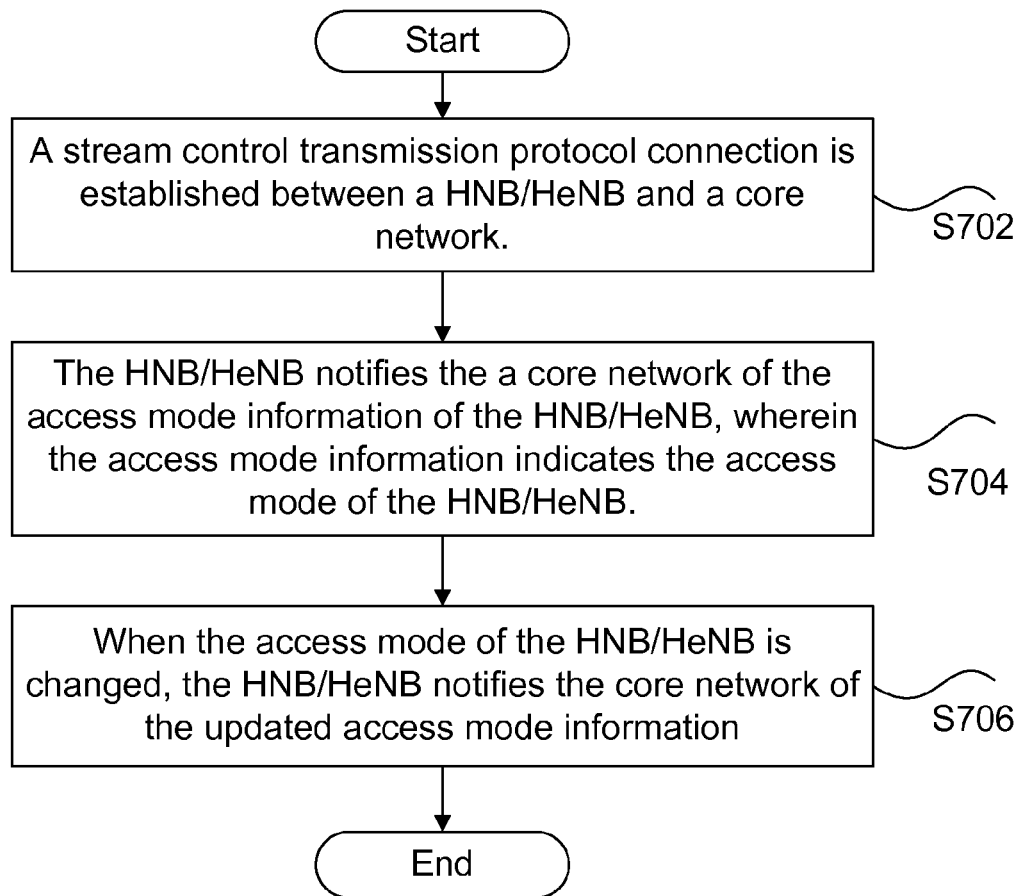 Start
A stream control transmission protocol connection is
established between a HNB/HeNB and a core
network.
S702
The HNB/HeNB notifies the a core network of the
access mode information of the HNB/HeNB, wherein
the access mode information indicates the access
mode of the HNB/HeNB.
S704
When the access mode of the HNB/HeNB is
changed, the HNB/HeNB notifies the core network of
the updated access mode information
S706
End